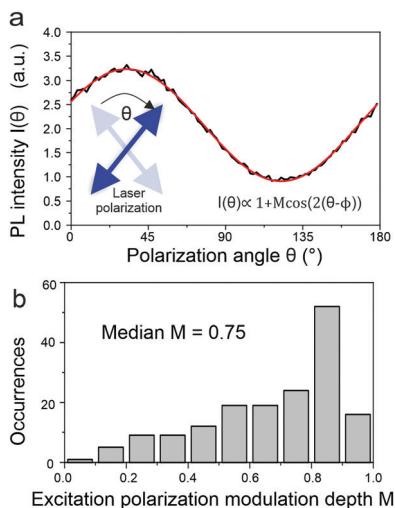 a
PL intensity I(θ) (a.u.)
4.0
3.5
3.0
2.5
2.0
1.5
1.0
0.5
0.0
θ
Laser
polarization
I(θ)∝ 1+Mcos(2(θ-ϕ))
0 45 90 135 180
Polarization angle θ (°)
b
Occurrences
60
40
20
0
Median M = 0.75
0.0 0.2 0.4 0.6 0.8 1.0
Excitation polarization modulation depth M